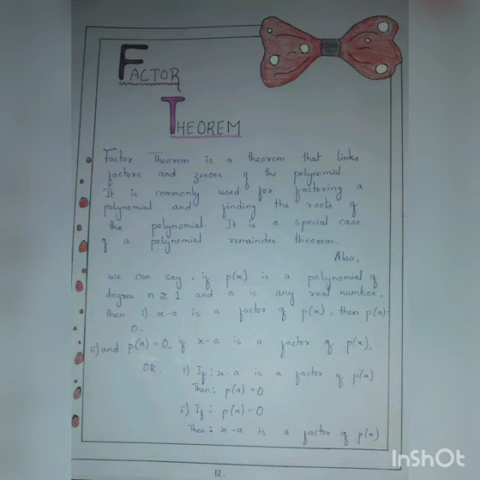 FACTOR
THEOREM
Factor Theorem is a theorem that links
factors and zeroes of the polynomial.
It is commonly used for factoring a
polynomial and finding the roots of
the polynomial. It is a special case
of a polynomial remainder theorem.
Also,
we can say, if p(x) is a polynomial of
degree n ≥ 1 and a is any real number,
then i) x-a is a factor of p(x), then p(a)=
0.
ii) and p(a) = 0, if x-a is a factor of p(x),
OR. i) If : x-a is a factor of p(x)
Then : p(a) = 0
ii) If : p(a) = 0
Then : x-a is a factor of p(x)
12.
InShOt